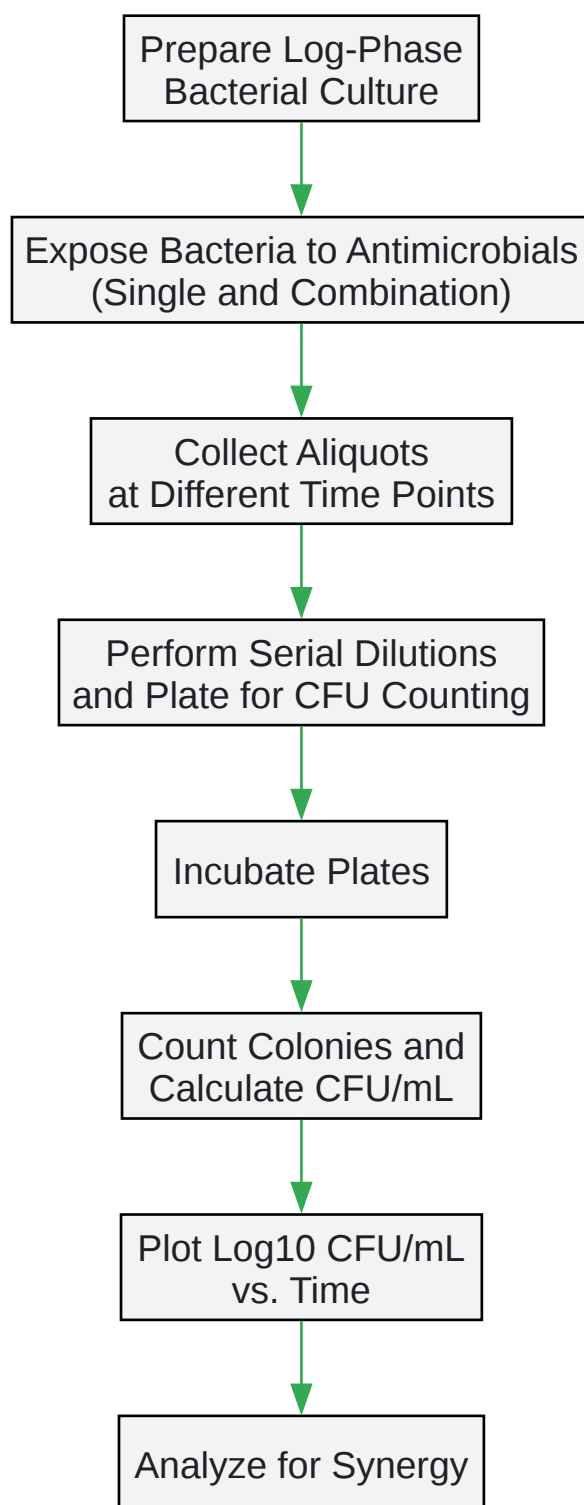 Prepare Log-Phase
Bacterial Culture
Expose Bacteria to Antimicrobials
(Single and Combination)
Collect Aliquots
at Different Time Points
Perform Serial Dilutions
and Plate for CFU Counting
Incubate Plates
Count Colonies and
Calculate CFU/mL
Plot Log10 CFU/mL
vs. Time
Analyze for Synergy